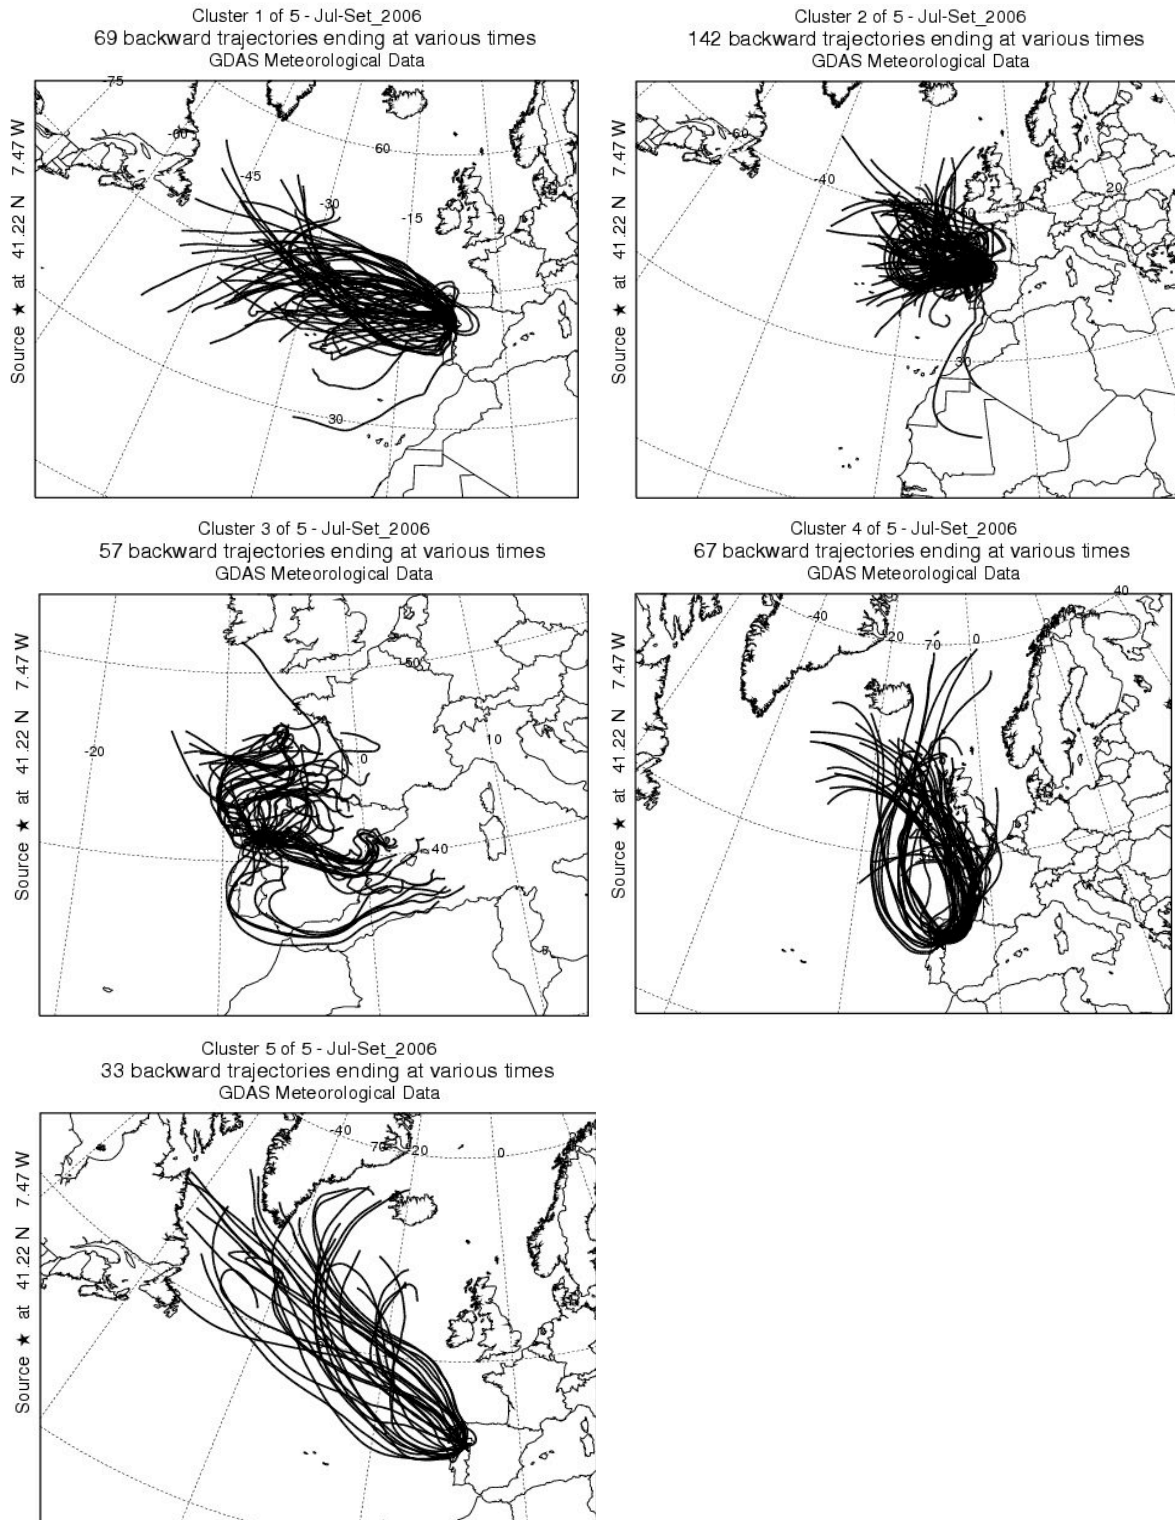 Cluster 1 of 5 - Jul-Set_2006
69 backward trajectories ending at various times
GDAS Meteorological Data
Source ★ at 41.22 N 7.47 W
-75
-60
60
-45
-30
-15
0
30
Cluster 2 of 5 - Jul-Set_2006
142 backward trajectories ending at various times
GDAS Meteorological Data
Source ★ at 41.22 N 7.47 W
-60
-40
20
0
30
Cluster 3 of 5 - Jul-Set_2006
57 backward trajectories ending at various times
GDAS Meteorological Data
Source ★ at 41.22 N 7.47 W
50
-20
10
0
40
Cluster 4 of 5 - Jul-Set_2006
67 backward trajectories ending at various times
GDAS Meteorological Data
Source ★ at 41.22 N 7.47 W
40
-40
-20
0
Cluster 5 of 5 - Jul-Set_2006
33 backward trajectories ending at various times
GDAS Meteorological Data
Source ★ at 41.22 N 7.47 W
-40
70
-20
0